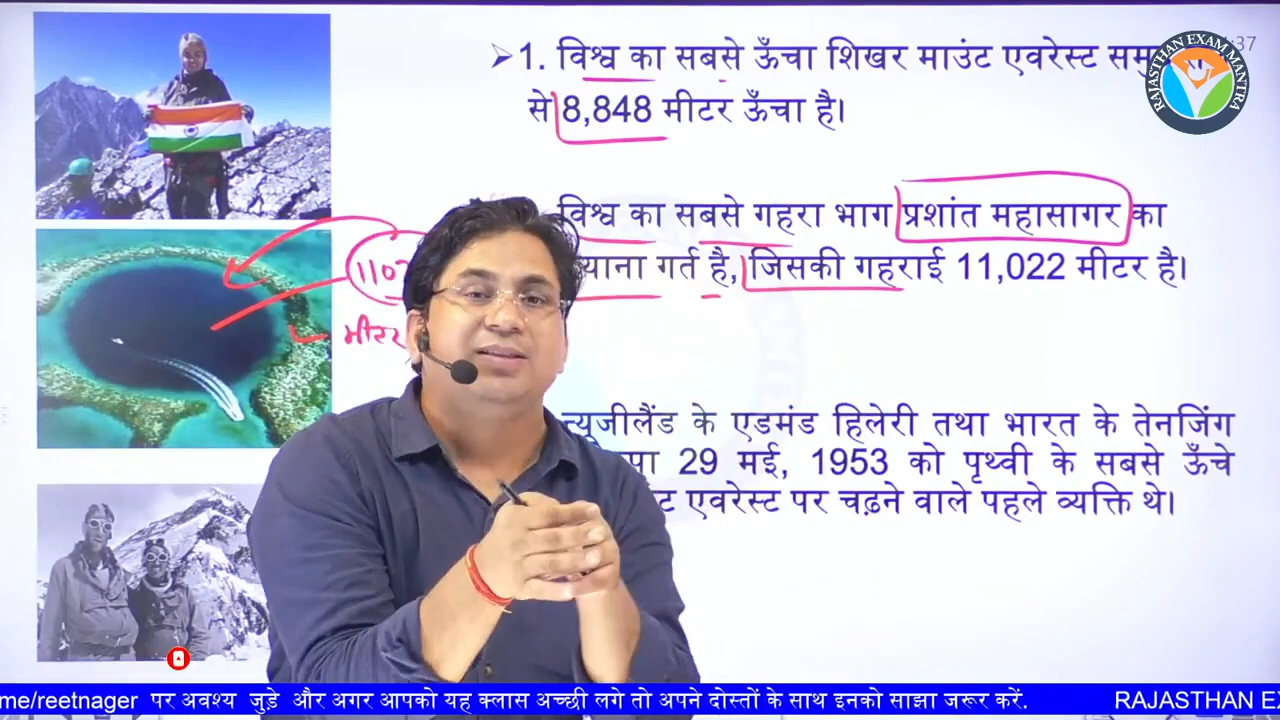 ➢1. विश्व का सबसे ऊँचा शिखर माउंट एवरेस्ट
से 8,848 मीटर ऊँचा है।
विश्व का सबसे गहरा भाग प्रशांत महासागर का
गर्त है, जिसकी गहराई 11,022 मीटर है।
मीटर
न्यूजीलैंड के एडमंड हिलेरी तथा भारत के तेनजिंग
29 मई, 1953 को पृथ्वी के सबसे ऊँचे
एवरेस्ट पर चढ़ने वाले पहले व्यक्ति थे।
RAJASTHAN EXAM MANTRA
37
me/reetnager पर अवश्य जुड़े और अगर आपको यह क्लास अच्छी लगे तो अपने दोस्तों के साथ इनको साझा जरूर करें. RAJASTHAN